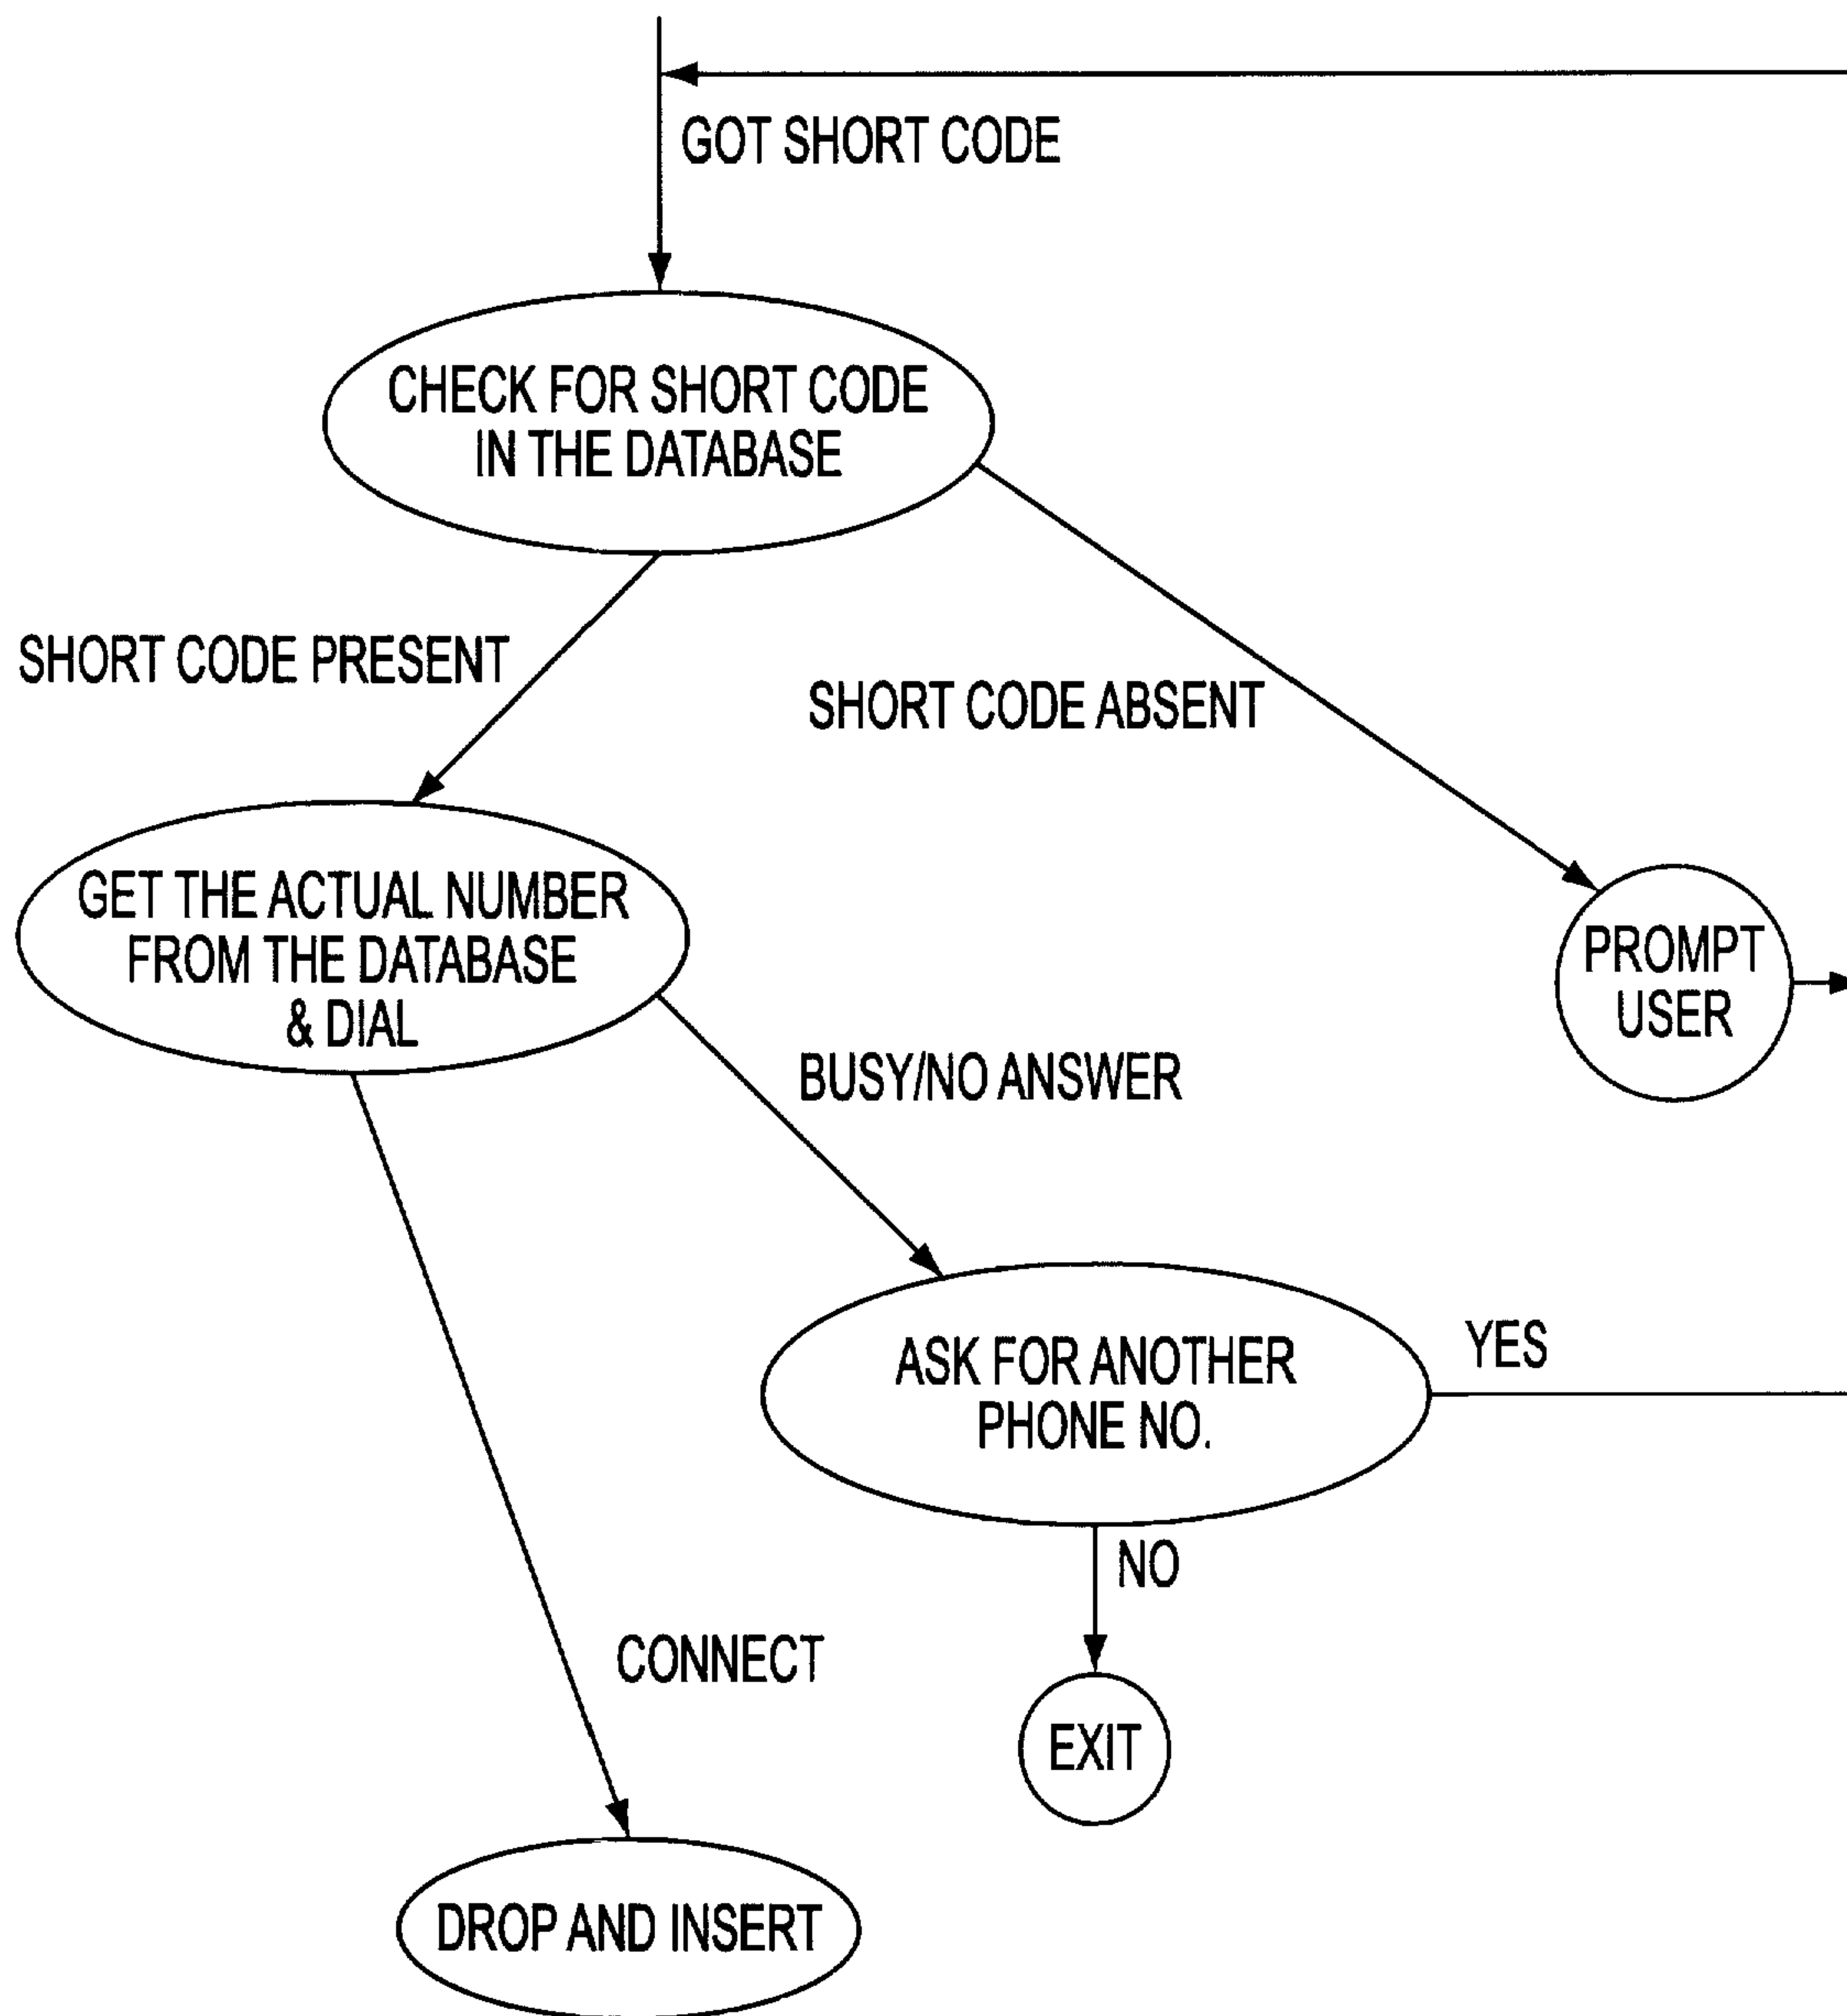 GOT SHORT CODE
CHECK FOR SHORT CODE
IN THE DATABASE
SHORT CODE PRESENT
SHORT CODE ABSENT
GET THE ACTUAL NUMBER
FROM THE DATABASE
& DIAL
PROMPT
USER
BUSY/NO ANSWER
ASK FOR ANOTHER
PHONE NO.
YES
NO
CONNECT
EXIT
DROP AND INSERT